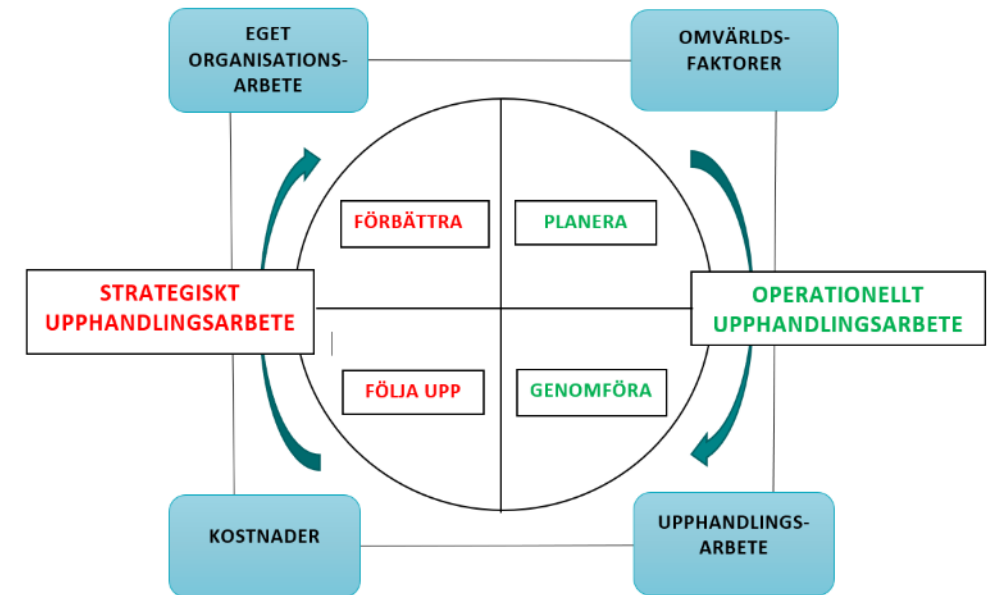 EGET
ORGANISATIONS-
ARBETE
OMVÄRLDS-
FAKTORER
FÖRBÄTTRA
PLANERA
STRATEGISKT
UPPHANDLINGSARBETE
OPERATIONELLT
UPPHANDLINGSARBETE
FÖLJA UPP
GENOMFÖRA
KOSTNADER
UPPHANDLINGS-
ARBETE